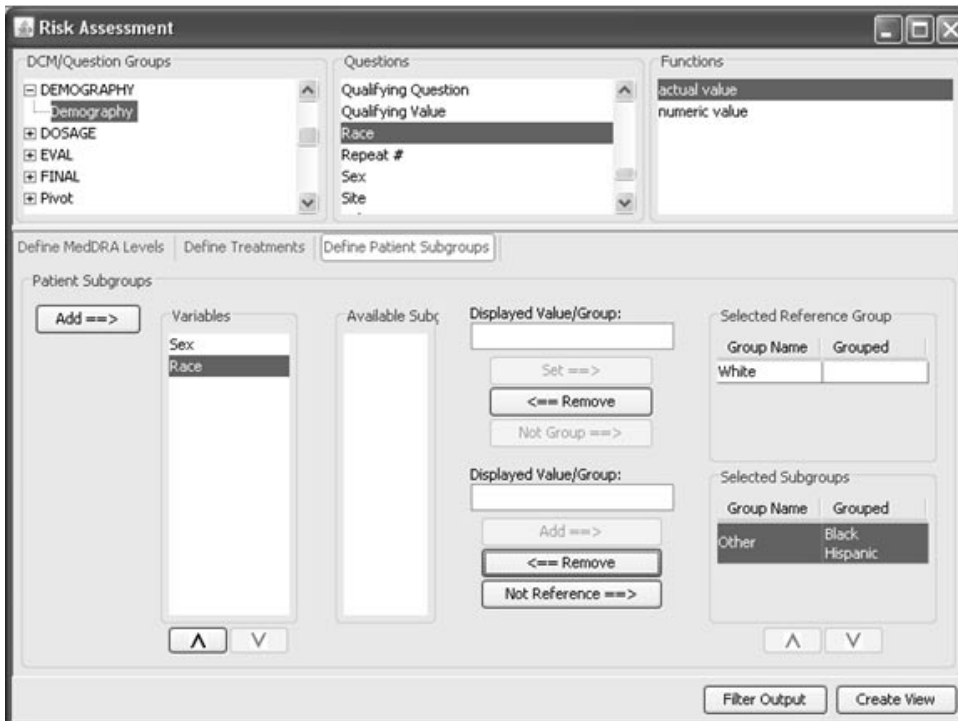 Risk Assessment
DCM/Question Groups
DEMOGRAPHY
Demography
DOSAGE
EVAL
FINAL
Pivot
Questions
Qualifying Question
Qualifying Value
Race
Repeat #
Sex
Site
Functions
actual value
numeric value
Define MedDRA Levels
Define Treatments
Define Patient Subgroups
Patient Subgroups
Add ==>
Variables
Sex
Race
Available Subg
Displayed Value/Group:
Set ==>
<== Remove
Not Group ==>
Displayed Value/Group:
Add ==>
<== Remove
Not Reference ==>
Selected Reference Group
Group Name Grouped
White
Selected Subgroups
Group Name Grouped
Other Black
Hispanic
Filter Output
Create View